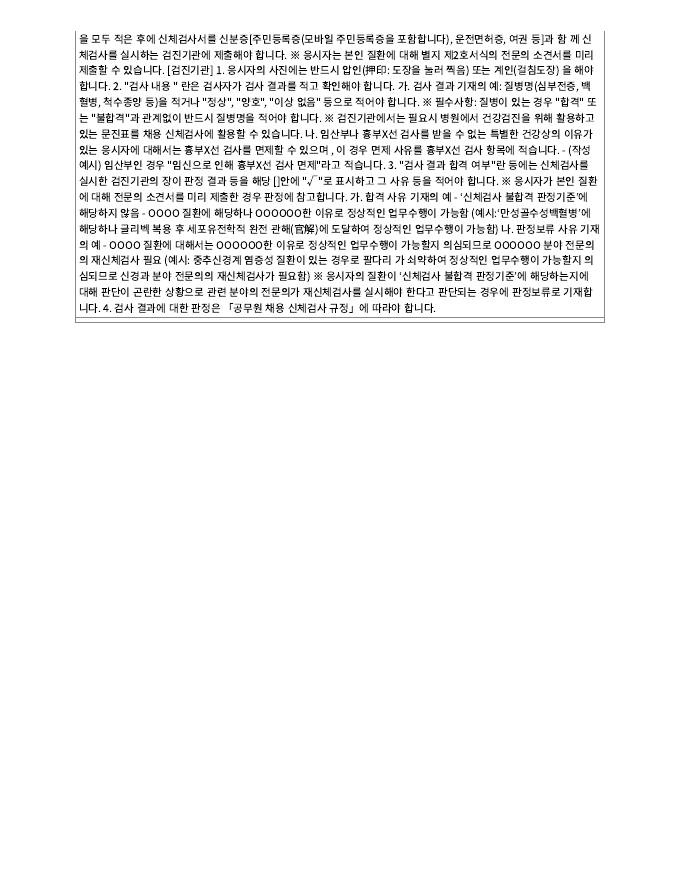 을 모두 적은 후에 신체검사서를 신분증[주민등록증(모바일 주민등록증을 포함합니다), 운전면허증, 여권 등]과 함 께 신
체검사를 실시하는 검진기관에 제출해야 합니다. ※ 응시자는 본인 질환에 대해 별지 제2호서식의 전문의 소견서를 미리
제출할 수 있습니다. [검진기관] 1. 응시자의 사진에는 반드시 압인(押印: 도장을 눌러 찍음) 또는 계인(걸침도장) 을 해야
합니다. 2. "검사 내용 " 란은 검사자가 검사 결과를 적고 확인해야 합니다. 가. 검사 결과 기재의 예: 질병명(심부전증, 백
혈병, 척수종양 등)을 적거나 "정상", "양호", "이상 없음" 등으로 적어야 합니다. ※ 필수사항: 질병이 있는 경우 "합격" 또
는 "불합격"과 관계없이 반드시 질병명을 적어야 합니다. ※ 검진기관에서는 필요시 병원에서 건강검진을 위해 활용하고
있는 문진표를 채용 신체검사에 활용할 수 있습니다. 나. 임산부나 흉부X선 검사를 받을 수 없는 특별한 건강상의 이유가
있는 응시자에 대해서는 흉부X선 검사를 면제할 수 있으며 , 이 경우 면제 사유를 흉부X선 검사 항목에 적습니다. - (작성
예시) 임산부인 경우 "임신으로 인해 흉부X선 검사 면제"라고 적습니다. 3. "검사 결과 합격 여부"란 등에는 신체검사를
실시한 검진기관의 장이 판정 결과 등을 해당 [ ]안에 "√ "로 표시하고 그 사유 등을 적어야 합니다. ※ 응시자가 본인 질환
에 대해 전문의 소견서를 미리 제출한 경우 판정에 참고합니다. 가. 합격 사유 기재의 예 - '신체검사 불합격 판정기준'에
해당하지 않음 - OOOO 질환에 해당하나 OOOOOO한 이유로 정상적인 업무수행이 가능함 (예시:'만성골수성백혈병'에
해당하나 글리벡 복용 후 세포유전학적 완전 관해(官解)에 도달하여 정상적인 업무수행이 가능함) 나. 판정보류 사유 기재
의 예 - OOOO 질환에 대해서는 OOOOOO한 이유로 정상적인 업무수행이 가능할지 의심되므로 OOOOOO 분야 전문의
의 재신체검사 필요 (예시: 중추신경계 염증성 질환이 있는 경우로 팔다리 가 쇠약하여 정상적인 업무수행이 가능할지 의
심되므로 신경과 분야 전문의의 재신체검사가 필요함) ※ 응시자의 질환이 '신체검사 불합격 판정기준'에 해당하는지에
대해 판단이 곤란한 상황으로 관련 분야의 전문의가 재신체검사를 실시해야 한다고 판단되는 경우에 판정보류로 기재합
니다. 4. 검사 결과에 대한 판정은 「공무원 채용 신체검사 규정」에 따라야 합니다.